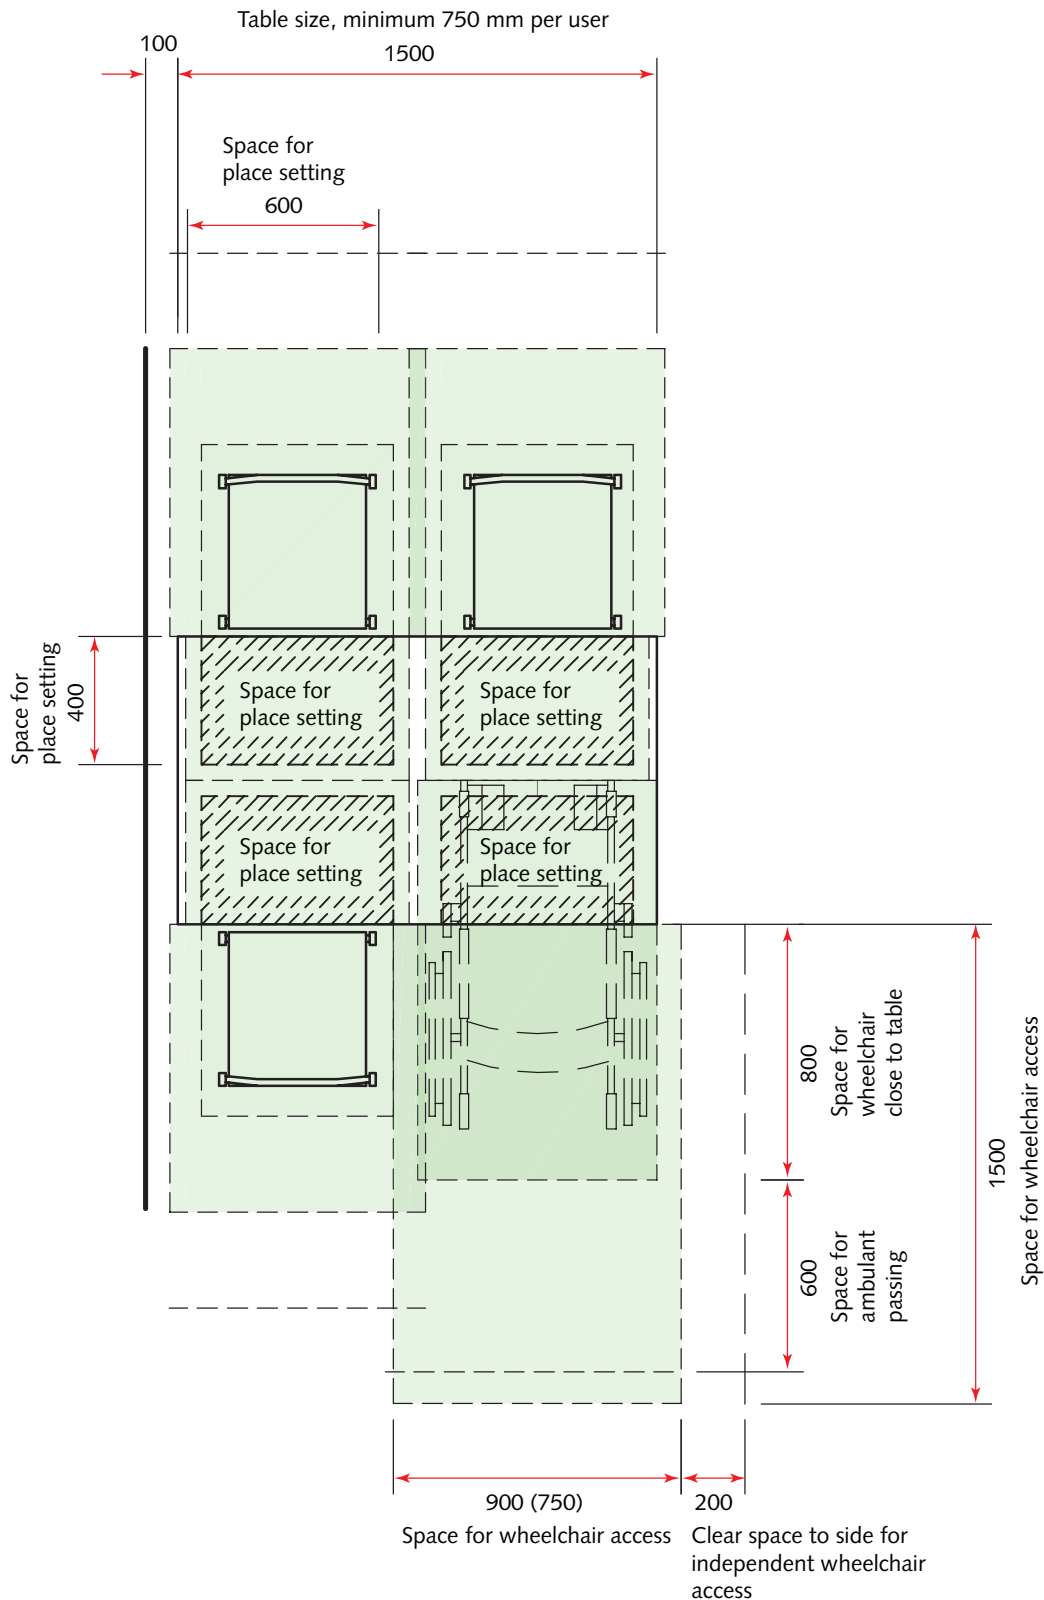 Table size, minimum 750 mm per user
100
1500
Space for
place setting
600
Space for
place setting
400
Space for
place setting
Space for
place setting
Space for
place setting
Space for
place setting
800
Space for
wheelchair
close to table
600
Space for
ambulant
passing
1500
Space for wheelchair access
900 (750)
Space for wheelchair access
200
Clear space to side for
independent wheelchair
access